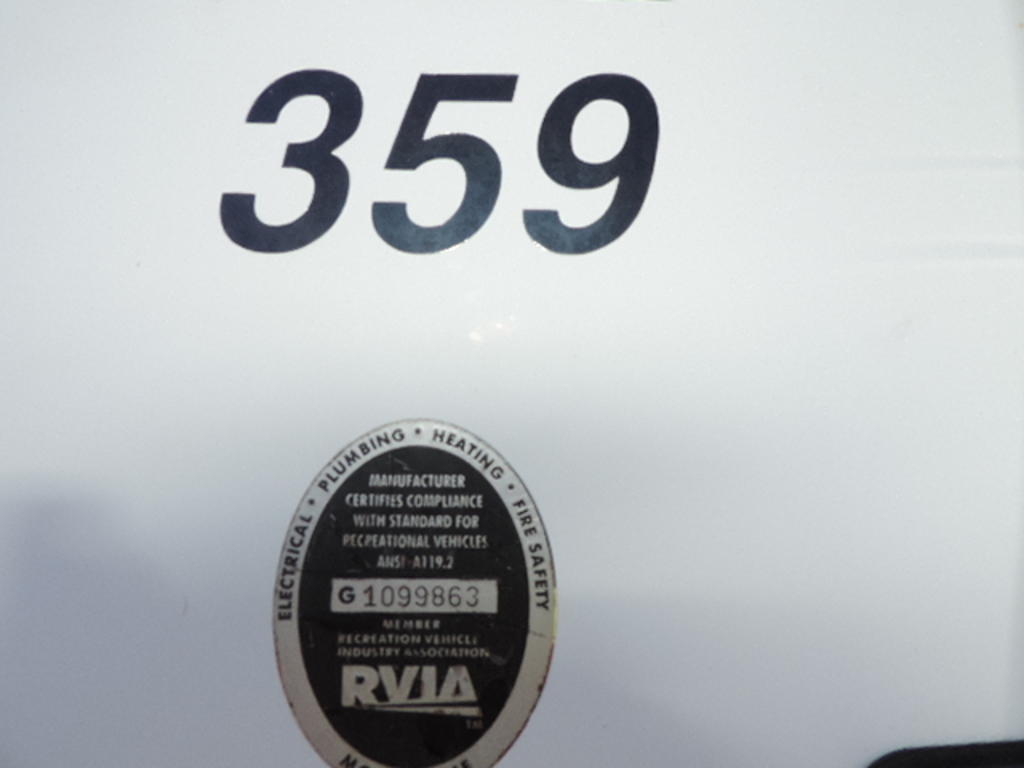 359
ELECTRICAL • PLUMBING • HEATING • FIRE SAFETY
MANUFACTURER
CERTIFIES COMPLIANCE
WITH STANDARD FOR
RECREATIONAL VEHICLES
ANSI-A119.2
G 1099863
MEMBER
RECREATION VEHICLE
INDUSTRY ASSOCIATION
RVIA
TM